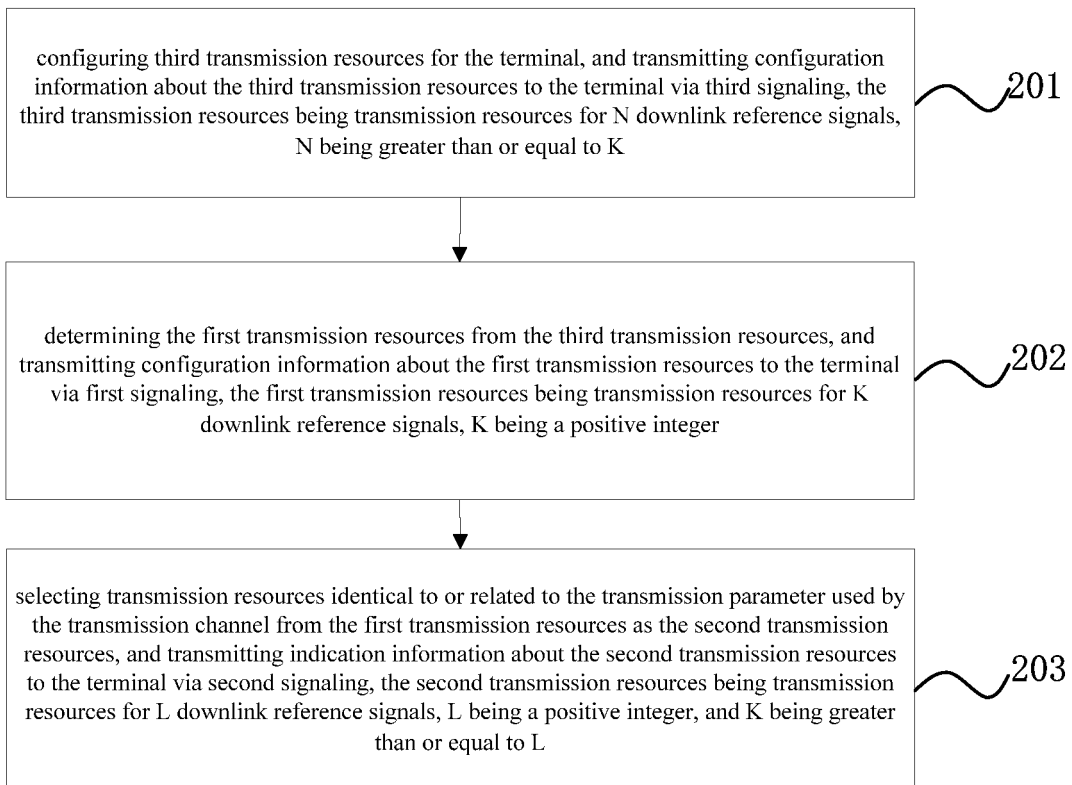 configuring third transmission resources for the terminal, and transmitting configuration
information about the third transmission resources to the terminal via third signaling, the
third transmission resources being transmission resources for N downlink reference signals,
N being greater than or equal to K
201
determining the first transmission resources from the third transmission resources, and
transmitting configuration information about the first transmission resources to the terminal
via first signaling, the first transmission resources being transmission resources for K
downlink reference signals, K being a positive integer
202
selecting transmission resources identical to or related to the transmission parameter used by
the transmission channel from the first transmission resources as the second transmission
resources, and transmitting indication information about the second transmission resources
to the terminal via second signaling, the second transmission resources being transmission
resources for L downlink reference signals, L being a positive integer, and K being greater
than or equal to L
203